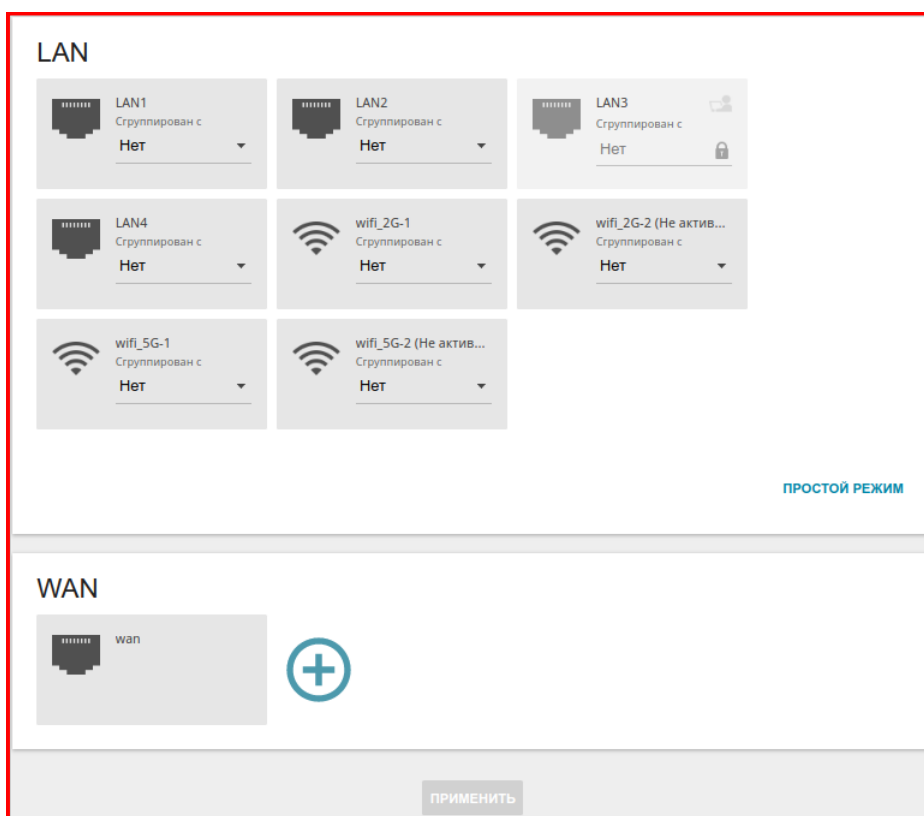 LAN
LAN1
Сгруппирован с
Нет
LAN2
Сгруппирован с
Нет
LAN3
Сгруппирован с
Нет
LAN4
Сгруппирован с
Нет
wifi_2G-1
Сгруппирован с
Нет
wifi_2G-2 (Не актив...
Сгруппирован с
Нет
wifi_5G-1
Сгруппирован с
Нет
wifi_5G-2 (Не актив...
Сгруппирован с
Нет
ПРОСТОЙ РЕЖИМ
WAN
wan
ПРИМЕНИТЬ